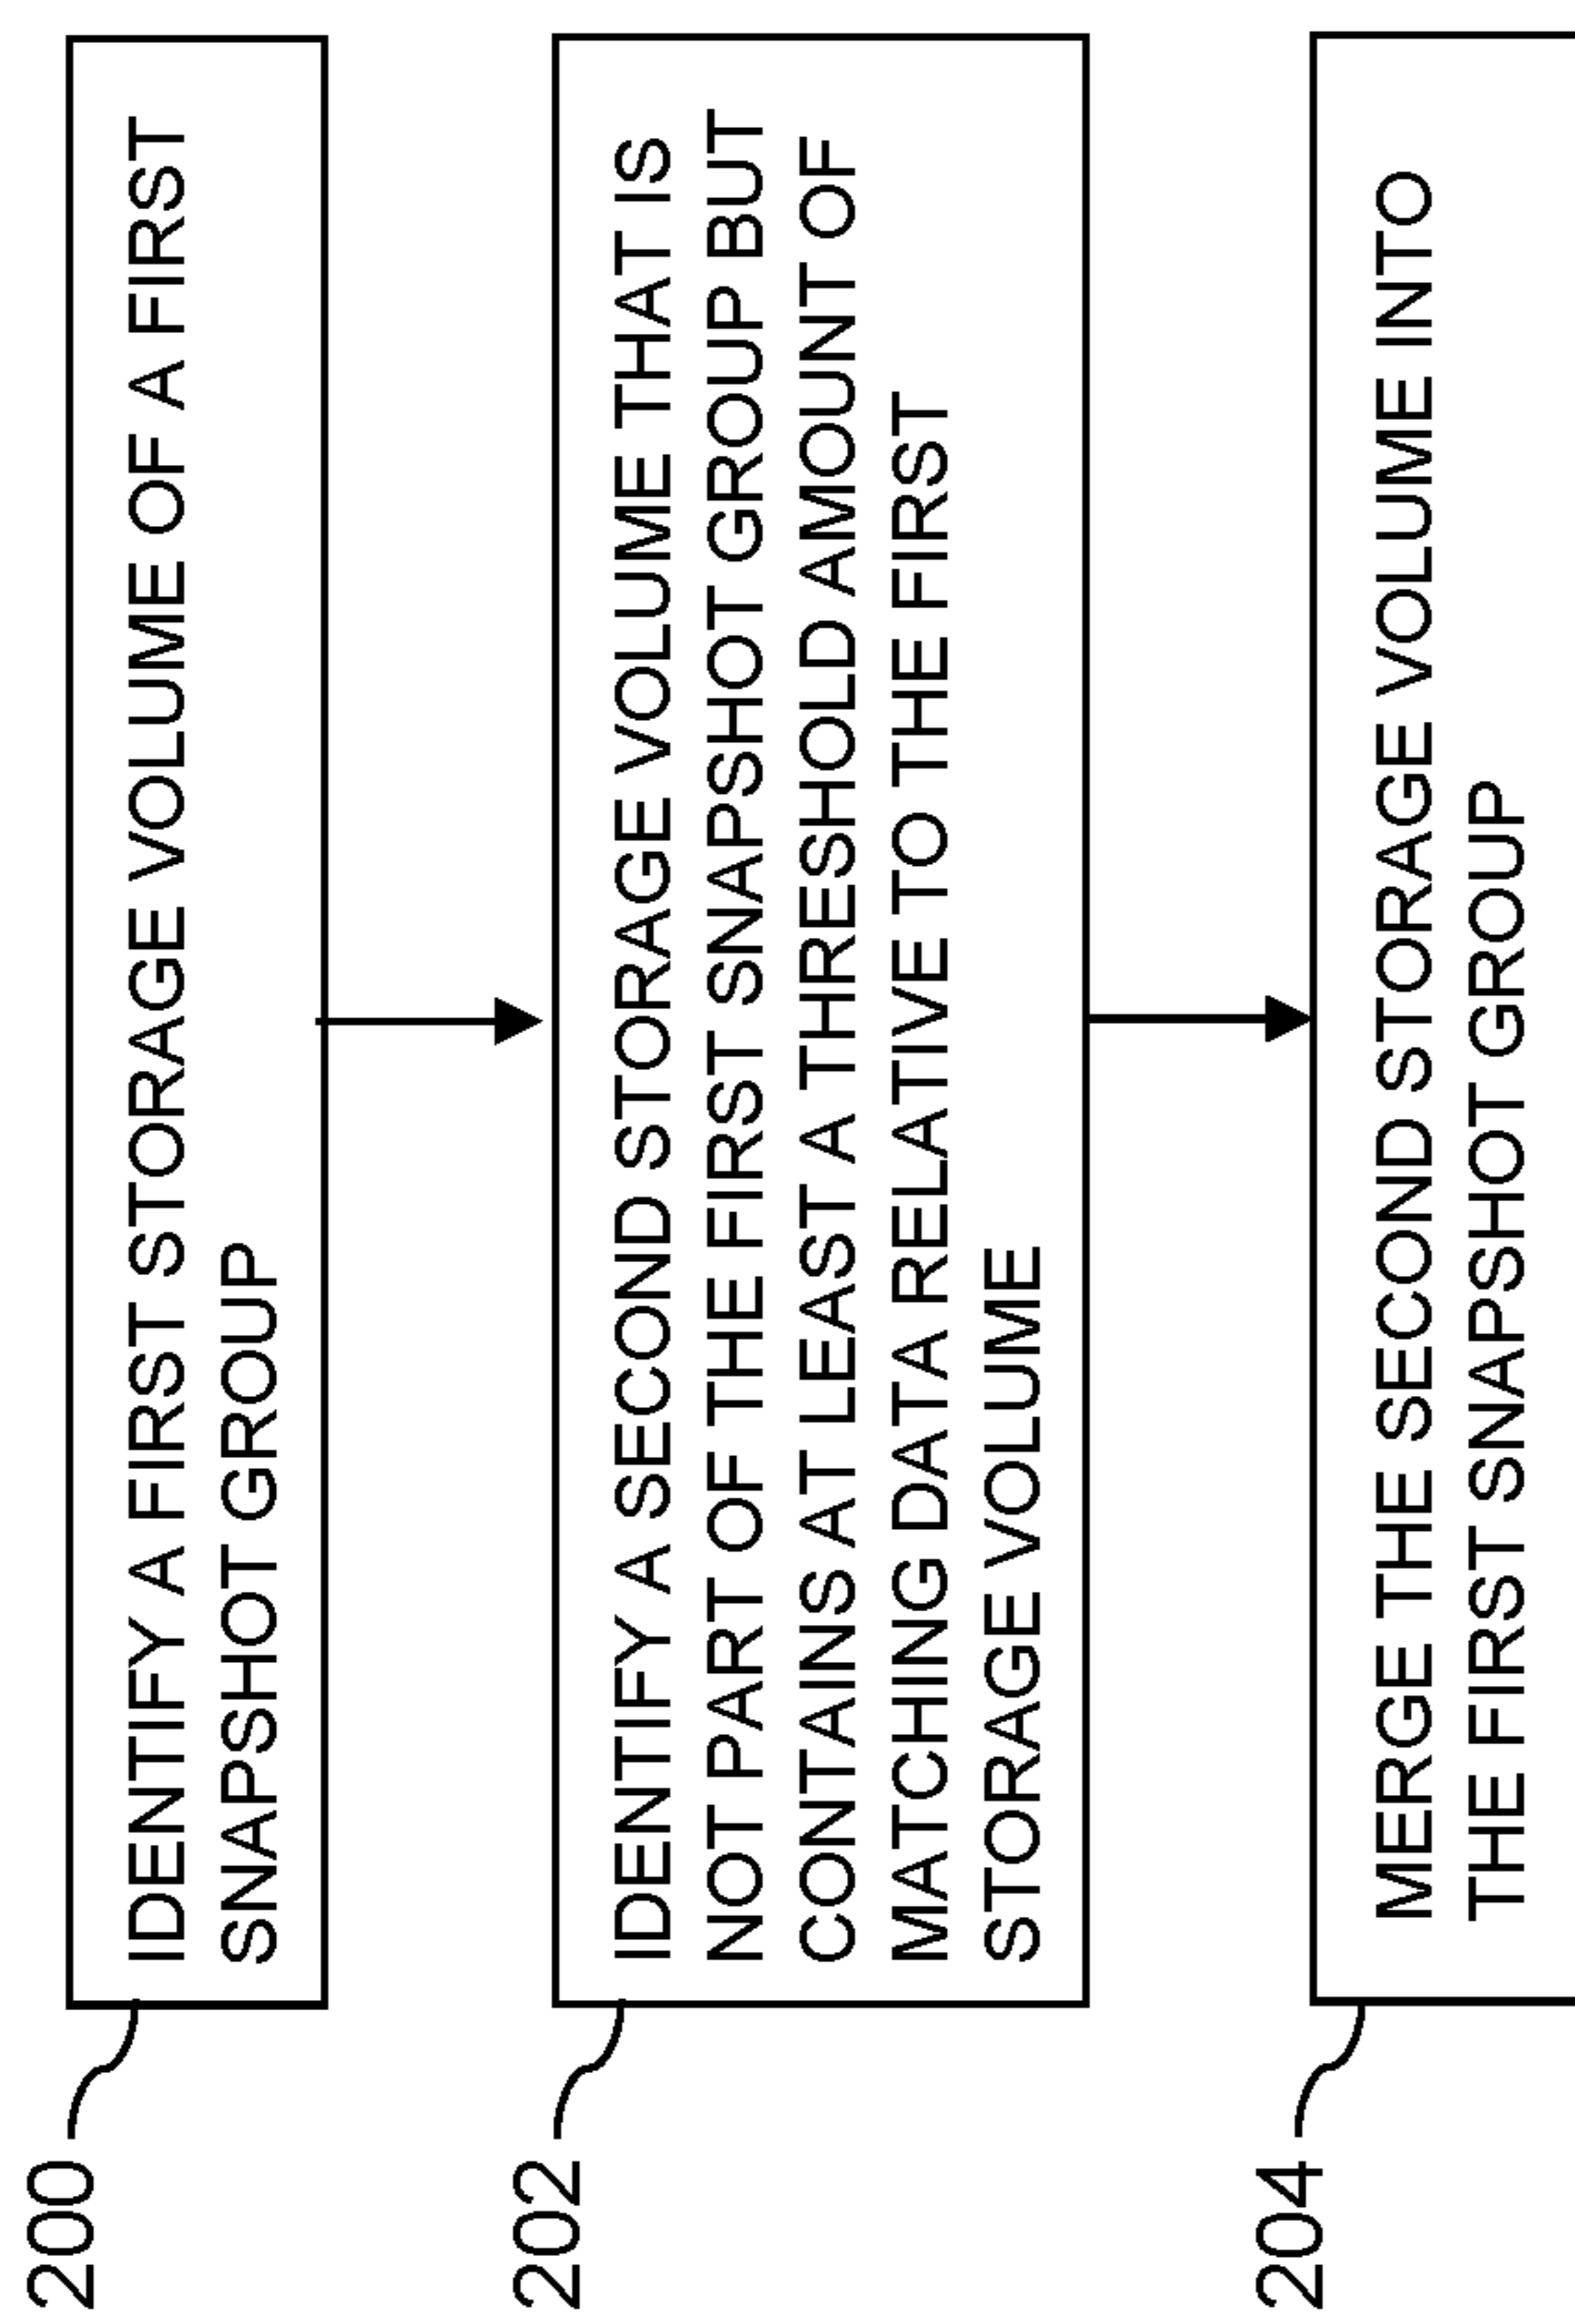 200
IDENTIFY A FIRST STORAGE VOLUME OF A FIRST
SNAPSHOT GROUP
202
IDENTIFY A SECOND STORAGE VOLUME THAT IS
NOT PART OF THE FIRST SNAPSHOT GROUP BUT
CONTAINS AT LEAST A THRESHOLD AMOUNT OF
MATCHING DATA RELATIVE TO THE FIRST
STORAGE VOLUME
204
MERGE THE SECOND STORAGE VOLUME INTO
THE FIRST SNAPSHOT GROUP